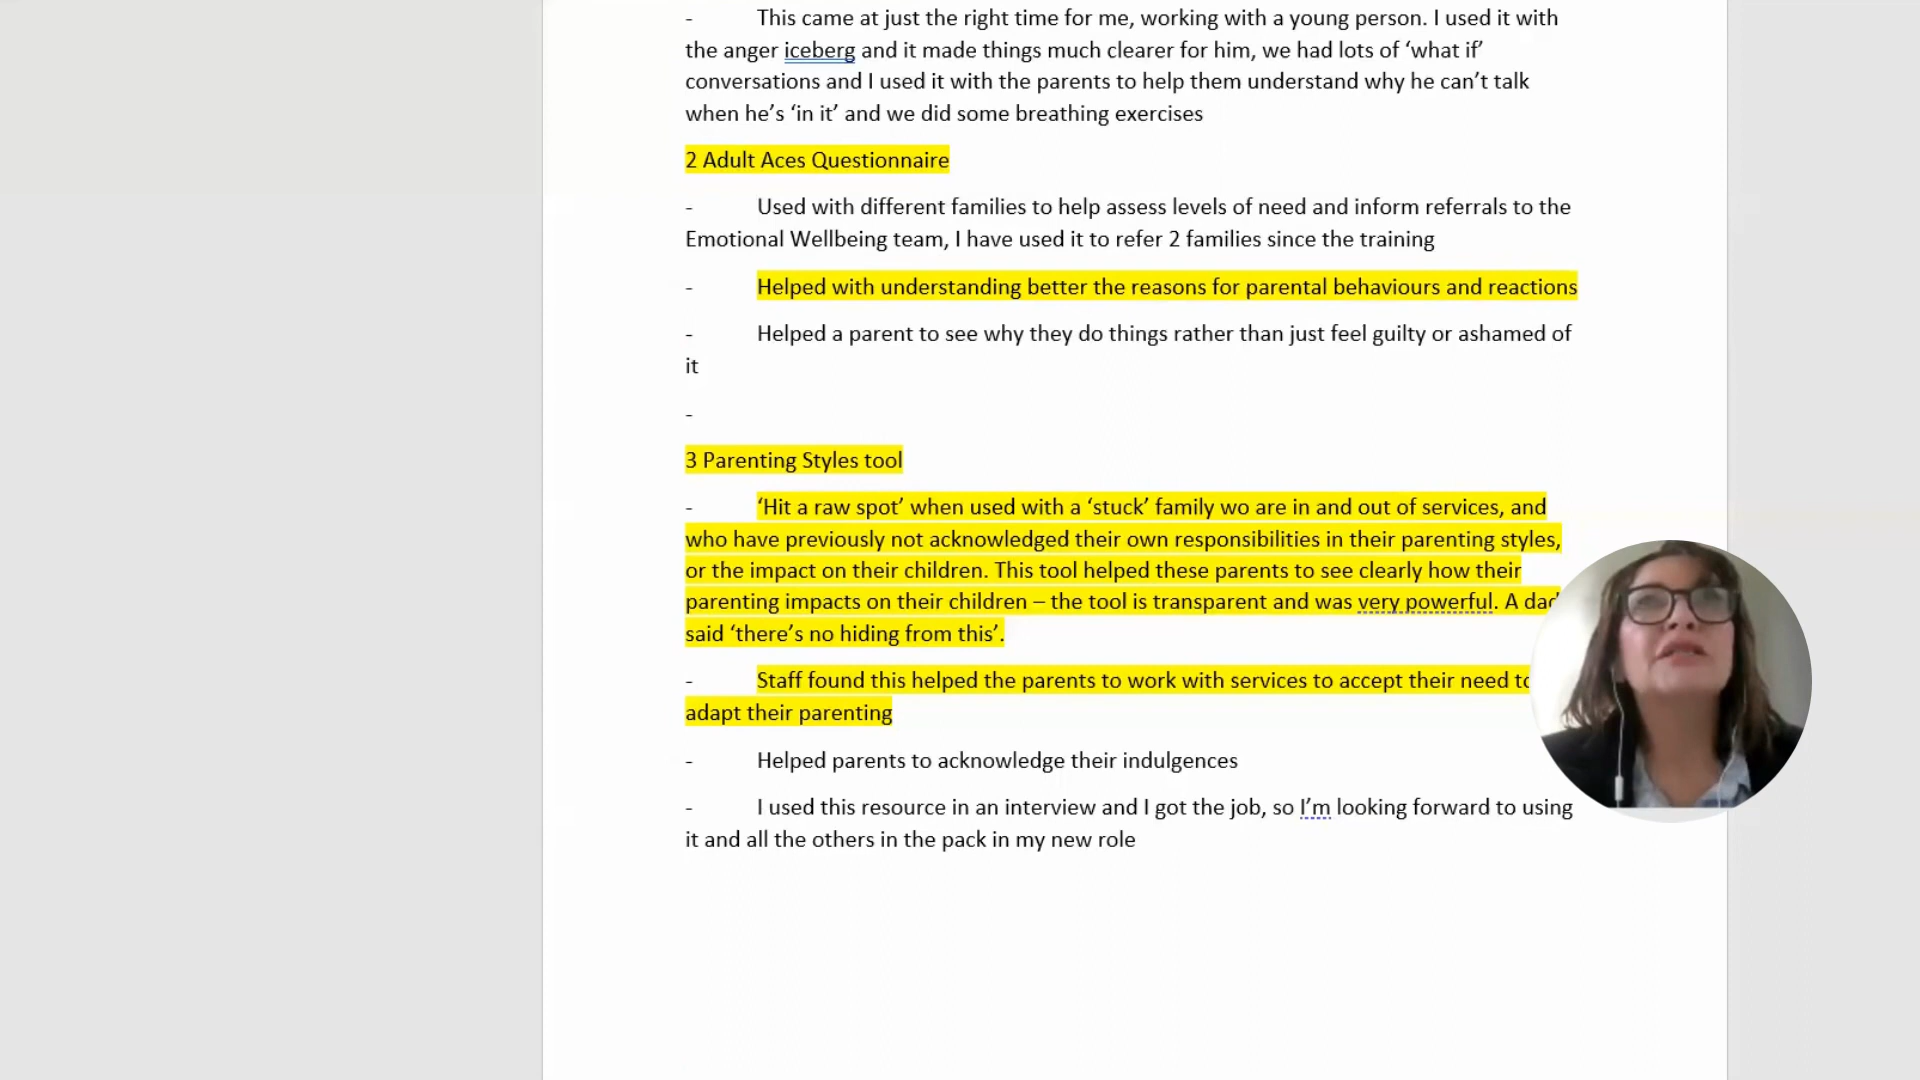 - This came at just the right time for me, working with a young person. I used it with
the anger iceberg and it made things much clearer for him, we had lots of ‘what if’
conversations and I used it with the parents to help them understand why he can’t talk
when he’s ‘in it’ and we did some breathing exercises
2 Adult Aces Questionnaire
- Used with different families to help assess levels of need and inform referrals to the
Emotional Wellbeing team, I have used it to refer 2 families since the training
- Helped with understanding better the reasons for parental behaviours and reactions
- Helped a parent to see why they do things rather than just feel guilty or ashamed of
it
-
3 Parenting Styles tool
- ‘Hit a raw spot’ when used with a ‘stuck’ family wo are in and out of services, and
who have previously not acknowledged their own responsibilities in their parenting styles,
or the impact on their children. This tool helped these parents to see clearly how their
parenting impacts on their children – the tool is transparent and was very powerful. A dad
said ‘there’s no hiding from this’.
- Staff found this helped the parents to work with services to accept their need to
adapt their parenting
- Helped parents to acknowledge their indulgences
- I used this resource in an interview and I got the job, so I’m looking forward to using
it and all the others in the pack in my new role